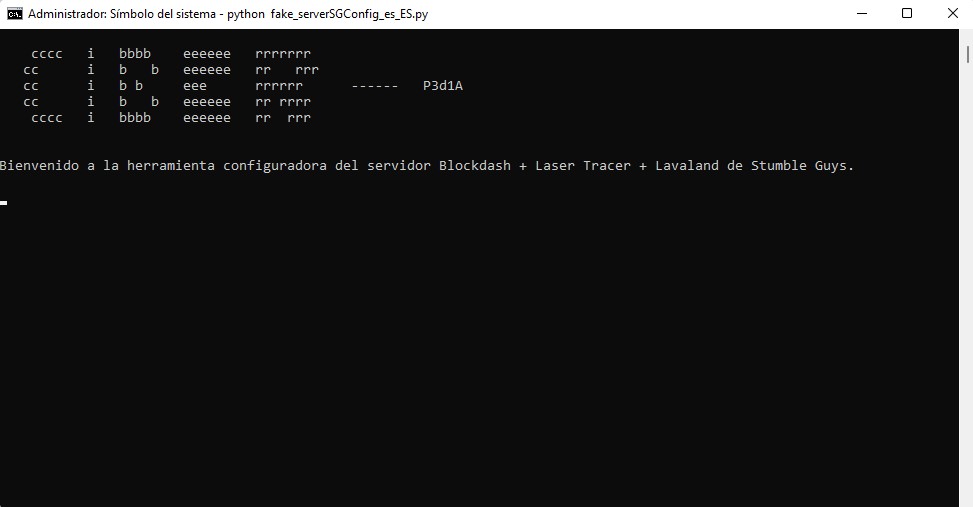 Administrador: Símbolo del sistema - python  fake_serverSGConfig_es_ES.py
    cccc   i   bbbb    eeeeee   rrrrrrr
   cc      i   b   b   eeeeee   rr   rrr
   cc      i   b b     eee      rrrrrr      ------   P3d1A
   cc      i   b   b   eeeeee   rr rrrr
    cccc   i   bbbb    eeeeee   rr  rrr
Bienvenido a la herramienta configuradora del servidor Blockdash + Laser Tracer + Lavaland de Stumble Guys.